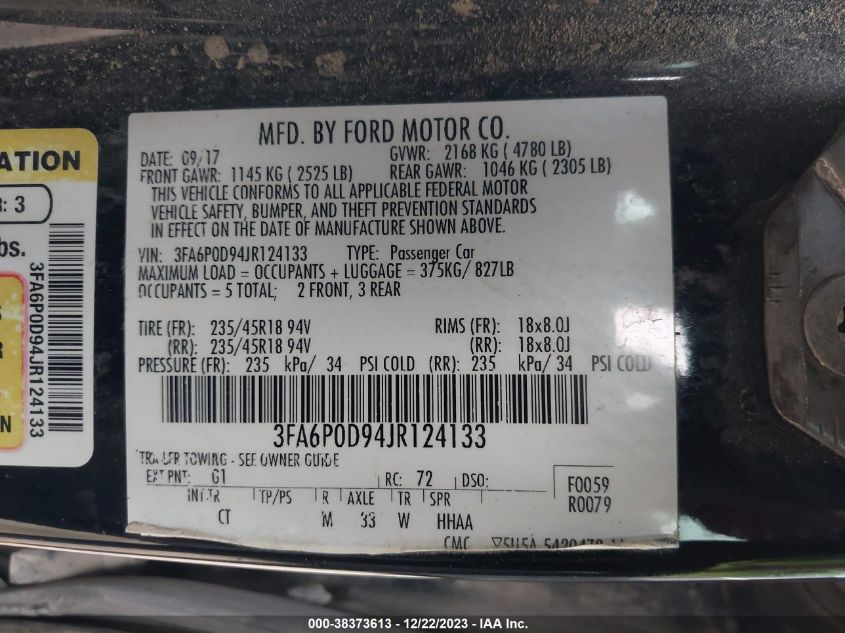 MFD. BY FORD MOTOR CO.
DATE: 09/17
GVWR: 2168 KG ( 4780 LB)
FRONT GAWR: 1145 KG ( 2525 LB)
REAR GAWR: 1046 KG ( 2305 LB)
THIS VEHICLE CONFORMS TO ALL APPLICABLE FEDERAL MOTOR
VEHICLE SAFETY, BUMPER, AND THEFT PREVENTION STANDARDS
IN EFFECT ON THE DATE OF MANUFACTURE SHOWN ABOVE.
VIN: 3FA6P0D94JR124133 TYPE: Passenger Car
MAXIMUM LOAD = OCCUPANTS + LUGGAGE = 375KG/ 827LB
OCCUPANTS = 5 TOTAL; 2 FRONT, 3 REAR
TIRE (FR): 235/45R18 94V RIMS (FR): 18x8.0J
(RR): 235/45R18 94V (RR): 18x8.0J
PRESSURE (FR): 235 kPa/ 34 PSI COLD (RR): 235 kPa/ 34 PSI COLD
3FA6P0D94JR124133
TRAILER TOWING - SEE OWNER GUIDE
EXT PNT: G1 RC: 72 DSO:
F0059
R0079
INT TR TP/PS R AXLE TR SPR
CT M 33 W HHAA
CMC
ATION
R: 3
bs.
3FA6P0D94JR124133
S
R
N
000-38373613 - 12/22/2023 - IAAI.com